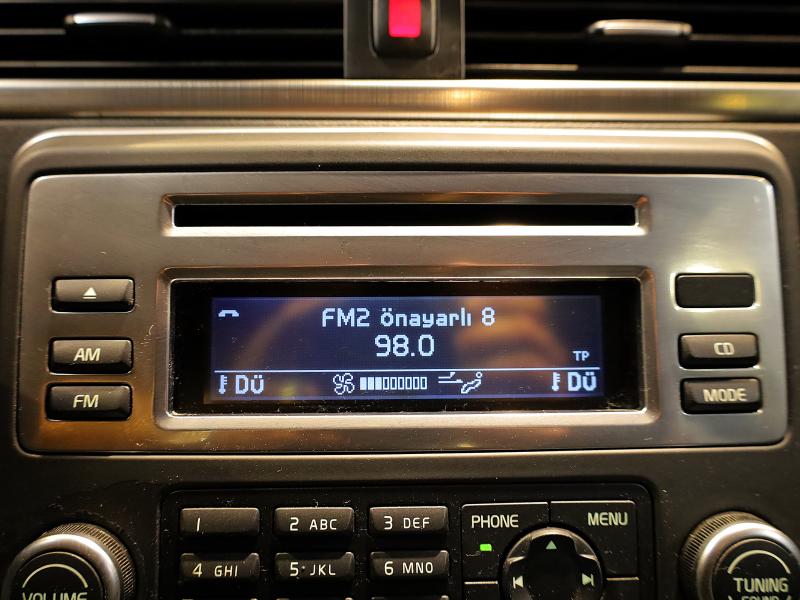 FM2 önayarlı 8
98.0
TP
Dü Dü
AM
FM
CD
MODE
1 2 ABC 3 DEF
4 GHI 5 JKL 6 MNO
PHONE MENU
VOLUME
TUNING
SOUND